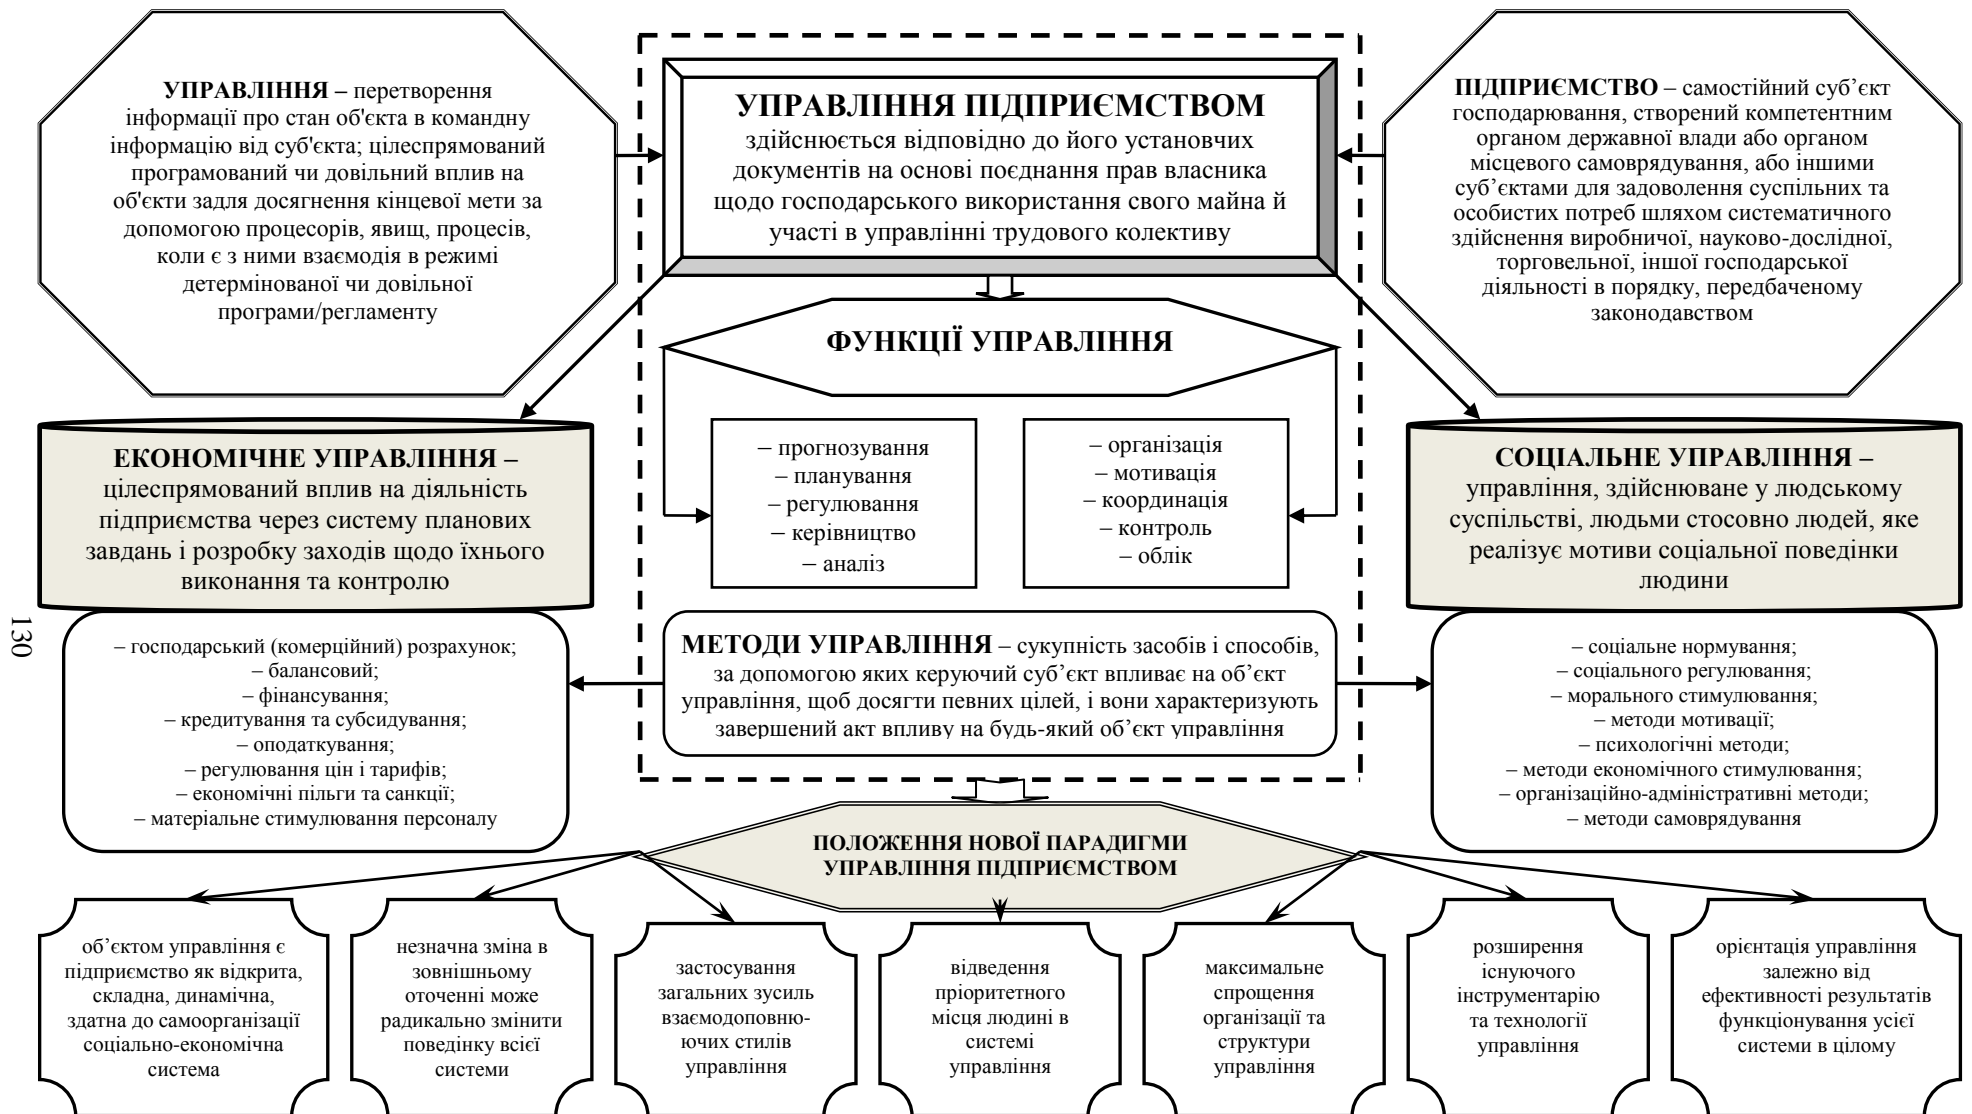 УПРАВЛІННЯ – перетворення
інформації про стан об'єкта в командну
інформацію від суб'єкта; цілеспрямований
програмований чи довільний вплив на
об'єкти задля досягнення кінцевої мети за
допомогою процесорів, явищ, процесів,
коли є з ними взаємодія в режимі
детермінованої чи довільної
програми/регламенту
УПРАВЛІННЯ ПІДПРИЄМСТВОМ
здійснюється відповідно до його установчих
документів на основі поєднання прав власника
щодо господарського використання свого майна й
участі в управлінні трудового колективу
ПІДПРИЄМСТВО – самостійний суб’єкт
господарювання, створений компетентним
органом державної влади або органом
місцевого самоврядування, або іншими
суб’єктами для задоволення суспільних та
особистих потреб шляхом систематичного
здійснення виробничої, науково-дослідної,
торговельної, іншої господарської
діяльності в порядку, передбаченому
законодавством
ФУНКЦІЇ УПРАВЛІННЯ
– прогнозування
– планування
– регулювання
– керівництво
– аналіз
– організація
– мотивація
– координація
– контроль
– облік
ЕКОНОМІЧНЕ УПРАВЛІННЯ –
цілеспрямований вплив на діяльність
підприємства через систему планових
завдань і розробку заходів щодо їхнього
виконання та контролю
СОЦІАЛЬНЕ УПРАВЛІННЯ –
управління, здійснюване у людському
суспільстві, людьми стосовно людей, яке
реалізує мотиви соціальної поведінки
людини
130
– господарський (комерційний) розрахунок;
– балансовий;
– фінансування;
– кредитування та субсидування;
– оподаткування;
– регулювання цін і тарифів;
– економічні пільги та санкції;
– матеріальне стимулювання персоналу
МЕТОДИ УПРАВЛІННЯ – сукупність засобів і способів,
за допомогою яких керуючий суб’єкт впливає на об’єкт
управління, щоб досягти певних цілей, і вони характеризують
завершений акт впливу на будь-який об’єкт управління
– соціальне нормування;
– соціального регулювання;
– морального стимулювання;
– методи мотивації;
– психологічні методи;
– методи економічного стимулювання;
– організаційно-адміністративні методи;
– методи самоврядування
ПОЛОЖЕННЯ НОВОЇ ПАРАДИГМИ
УПРАВЛІННЯ ПІДПРИЄМСТВОМ
об’єктом управління є
підприємство як відкрита,
складна, динамічна,
здатна до самоорганізації
соціально-економічна
система
незначна зміна в
зовнішньому
оточенні може
радикально змінити
поведінку всієї
системи
застосування
загальних зусиль
взаємодоповню-
ючих стилів
управління
відведення
пріоритетного
місця людині в
системі
управління
максимальне
спрощення
організації та
структури
управління
розширення
існуючого
інструментарію
та технології
управління
орієнтація управління
залежно від
ефективності результатів
функціонування усієї
системи в цілому